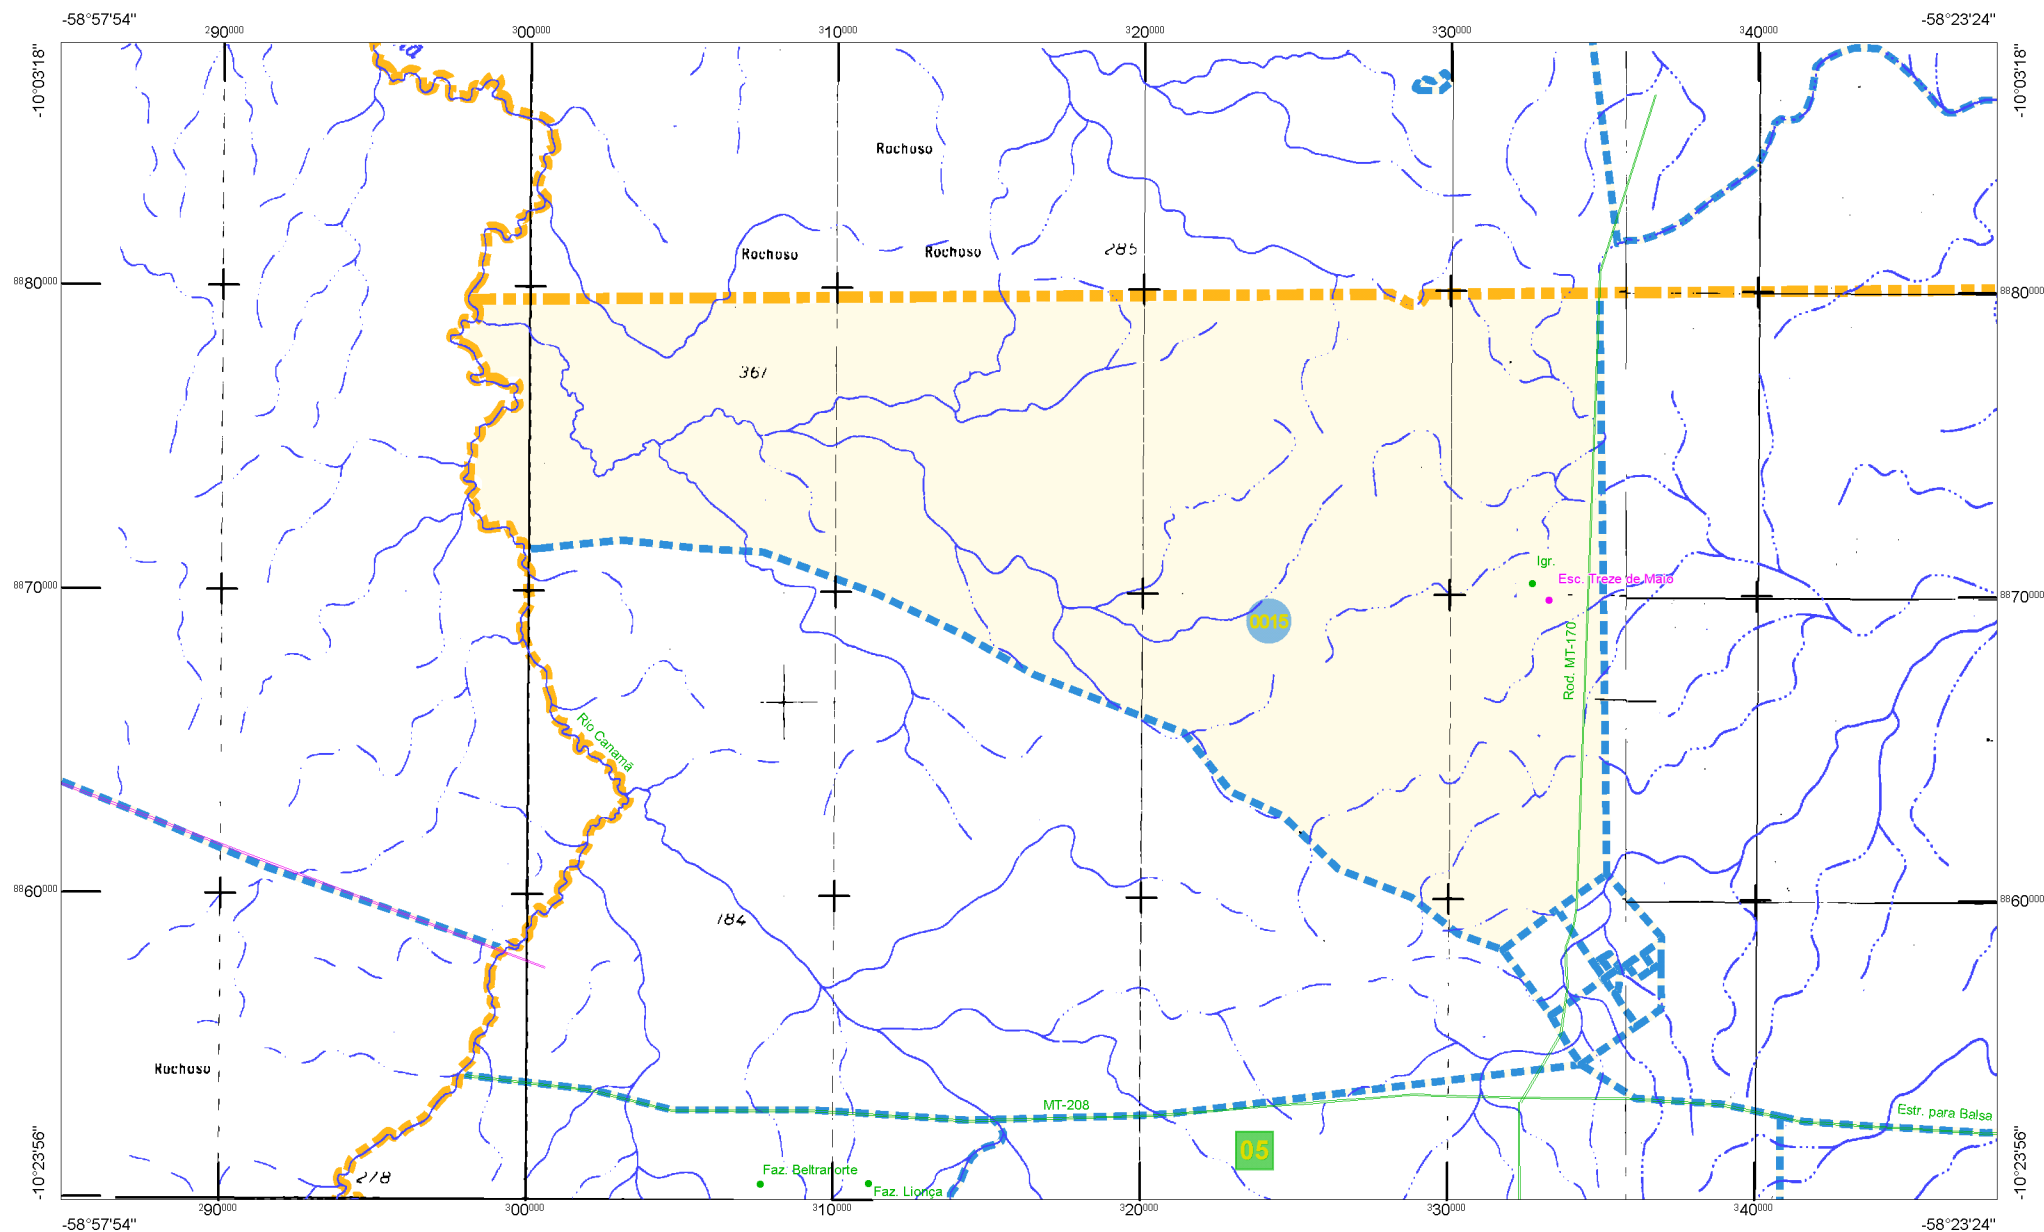 -58°57'54"
-58°23'24"
290000
300000
310000
320000
330000
340000
-10°03'18"
-10°03'18"
Rochoso
Rochoso
Rochoso
285
8880000
8880000
361
Igr.
Esc. Treze de Maio
8870000
8870000
0015
Rod. MT-170
Rio Canamã
8860000
8860000
184
Rochoso
MT-208
Estr. para Balsa
05
-10°23'56"
-10°23'56"
Faz. Beltranorte
278
Faz. Lionça
290000
300000
310000
320000
330000
340000
-58°57'54"
-58°23'24"